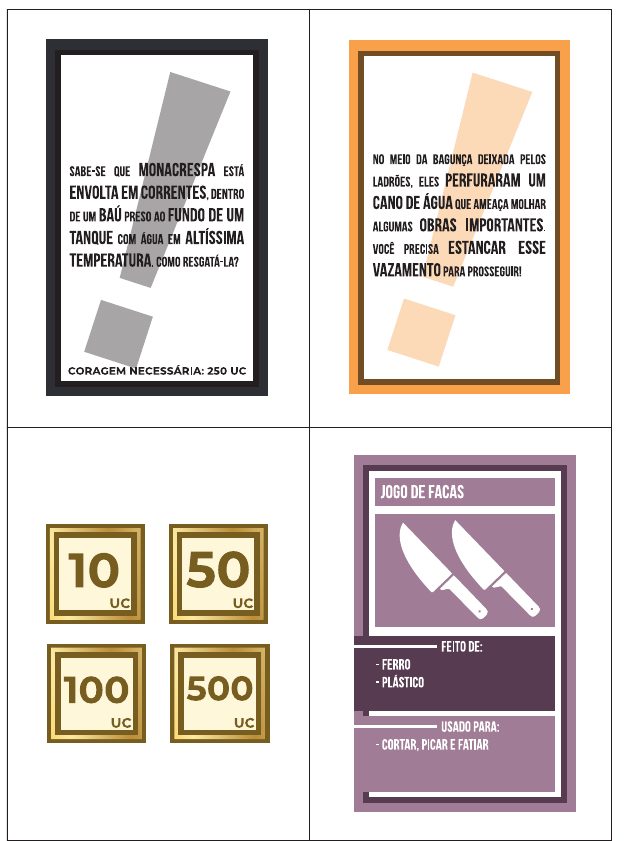 SABE-SE QUE MONACRESPA ESTÁ
ENVOLTA EM CORRENTES, DENTRO
DE UM BAÚ PRESO AO FUNDO DE UM
TANQUE COM ÁGUA EM ALTÍSSIMA
TEMPERATURA. COMO RESGATÁ-LA?
CORAGEM NECESSÁRIA: 250 UC
NO MEIO DA BAGUNÇA DEIXADA PELOS
LADRÕES, ELES PERFURARAM UM
CANO DE ÁGUA QUE AMEAÇA MOLHAR
ALGUMAS OBRAS IMPORTANTES.
VOCÊ PRECISA ESTANCAR ESSE
VAZAMENTO PARA PROSSEGUIR!
10
UC
50
UC
100
UC
500
UC
JOGO DE FACAS
FEITO DE:
- FERRO
- PLÁSTICO
USADO PARA:
- CORTAR, PICAR E FATIAR